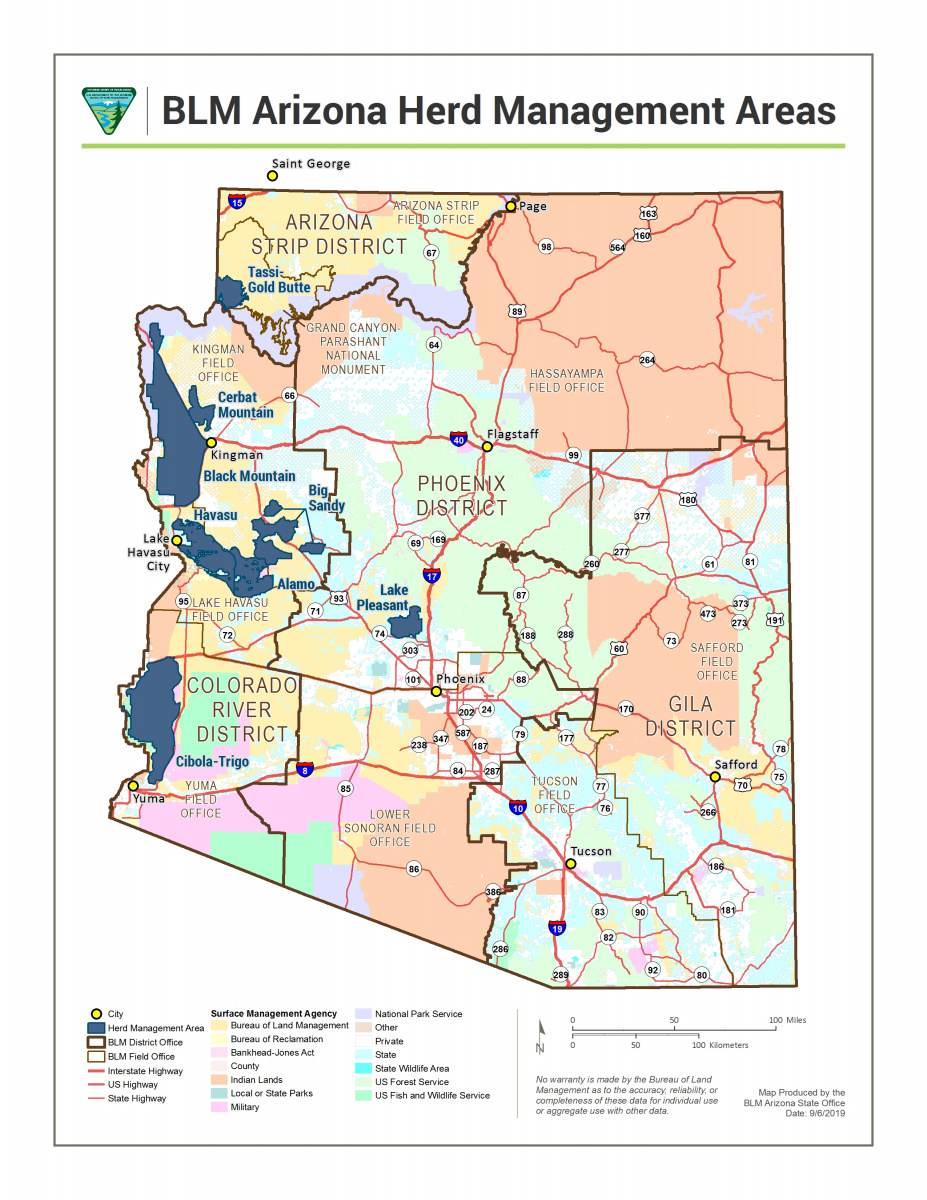 BLM Arizona Herd Management Areas
Saint George
15
ARIZONA STRIP
FIELD OFFICE
Page
163
ARIZONA
STRIP DISTRICT
160
98
564
67
Tassi-
Gold Butte
89
GRAND CANYON-
PARASHANT
NATIONAL
MONUMENT
KINGMAN
FIELD
OFFICE
64
264
HASSAYAMPA
FIELD OFFICE
66
Cerbat
Mountain
40
Flagstaff
Kingman
99
Black Mountain
PHOENIX
DISTRICT
Big
Sandy
180
Havasu
377
Lake
Havasu
City
69
169
277
260
61
81
17
Alamo
Lake
Pleasant
95
LAKE HAVASU
FIELD OFFICE
93
71
87
373
473
273
191
72
74
188
288
73
303
60
SAFFORD
FIELD
OFFICE
101
Phoenix
88
COLORADO
RIVER
DISTRICT
202
24
170
GILA
DISTRICT
79
177
587
238
347
187
78
Cibola-Trigo
8
84
287
Safford
75
70
Yuma
YUMA
FIELD
OFFICE
85
TUCSON
FIELD
OFFICE
77
76
10
266
LOWER
SONORAN FIELD
OFFICE
Tucson
86
186
386
83
90
181
19
82
286
289
92
80
City
Herd Management Area
BLM District Office
BLM Field Office
Interstate Highway
US Highway
State Highway
Surface Management Agency
Bureau of Land Management
Bureau of Reclamation
Bankhead-Jones Act
County
Indian Lands
Local or State Parks
Military
National Park Service
Other
Private
State
State Wildlife Area
US Forest Service
US Fish and Wildlife Service
N
0 50 100 Miles
0 50 100 Kilometers
No warranty is made by the Bureau of Land
Management as to the accuracy, reliability, or
completeness of these data for individual use
or aggregate use with other data.
Map Produced by the
BLM Arizona State Office
Date: 9/6/2019